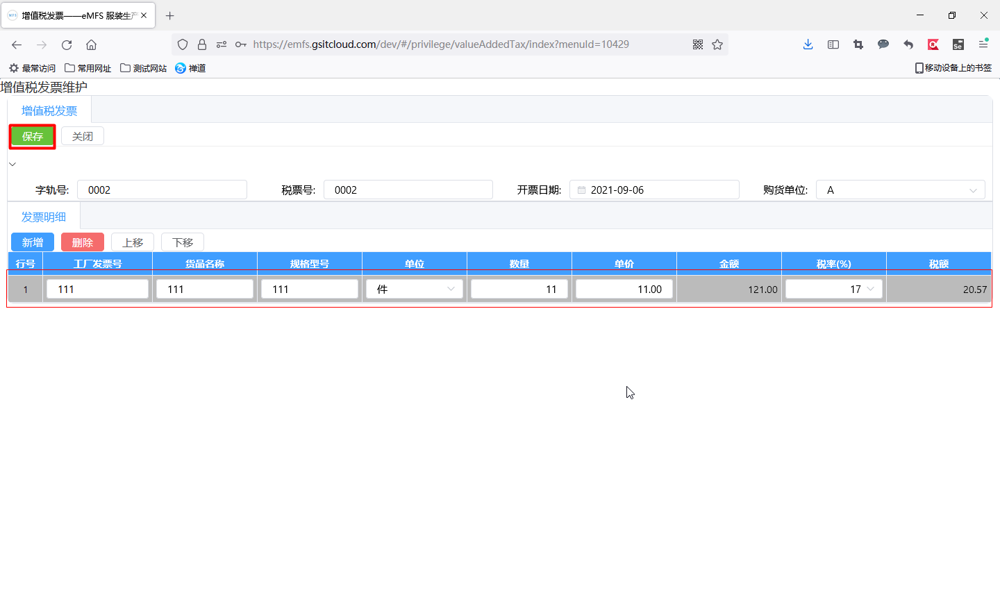 增值税发票——eMFS 服装生产
https://emfs.gsitcloud.com/dev/#/privilege/valueAddedTax/index?menuId=10429
最常访问 常用网址 测试网站 禅道 移动设备上的书签
增值税发票维护
增值税发票
保存 关闭
字轨号: 0002 税票号: 0002 开票日期: 2021-09-06 购货单位: A
发票明细
新增 删除 上移 下移
行号 工厂发票号 货品名称 规格型号 单位 数量 单价 金额 税率(%) 税额
1 111 111 111 件 11 11.00 121.00 17 20.57